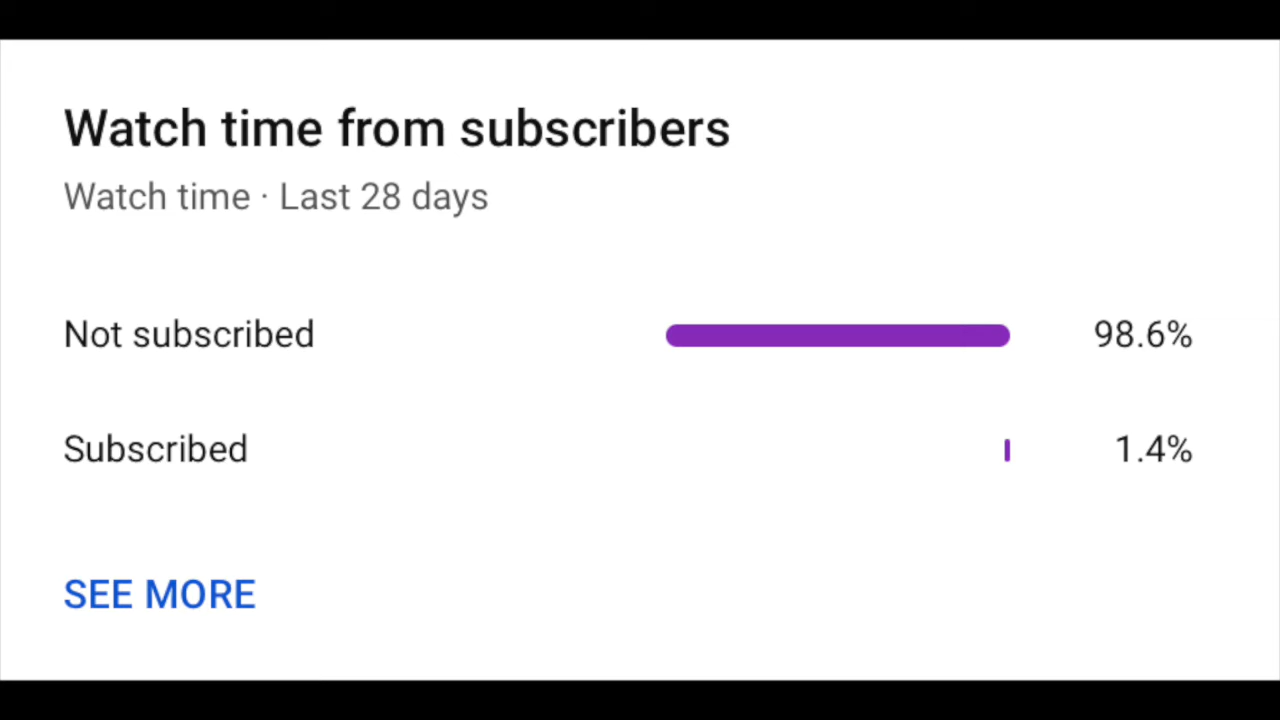 Watch time from subscribers
Watch time · Last 28 days
Not subscribed 98.6%
Subscribed 1.4%
SEE MORE